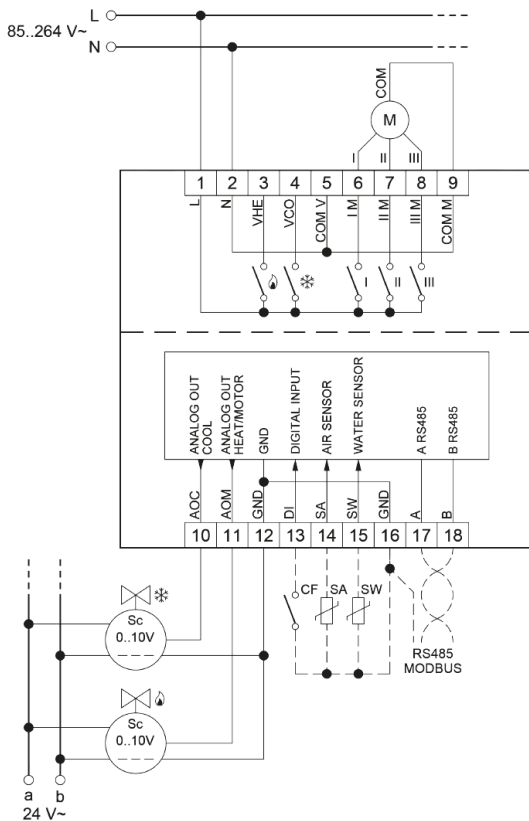 L
85..264 V~
N
COM
M
I II III
1 2 3 4 5 6 7 8 9
L N VHE VCO COM V I M II M III M COM M
I II III
ANALOG OUT COOL
ANALOG OUT HEAT/MOTOR
GND
DIGITAL INPUT
AIR SENSOR
WATER SENSOR
A RS485
B RS485
AOC AOM GND DI SA SW GND A B
10 11 12 13 14 15 16 17 18
CF SA SW
Sc
0..10V
RS485
MODBUS
Sc
0..10V
a b
24 V~